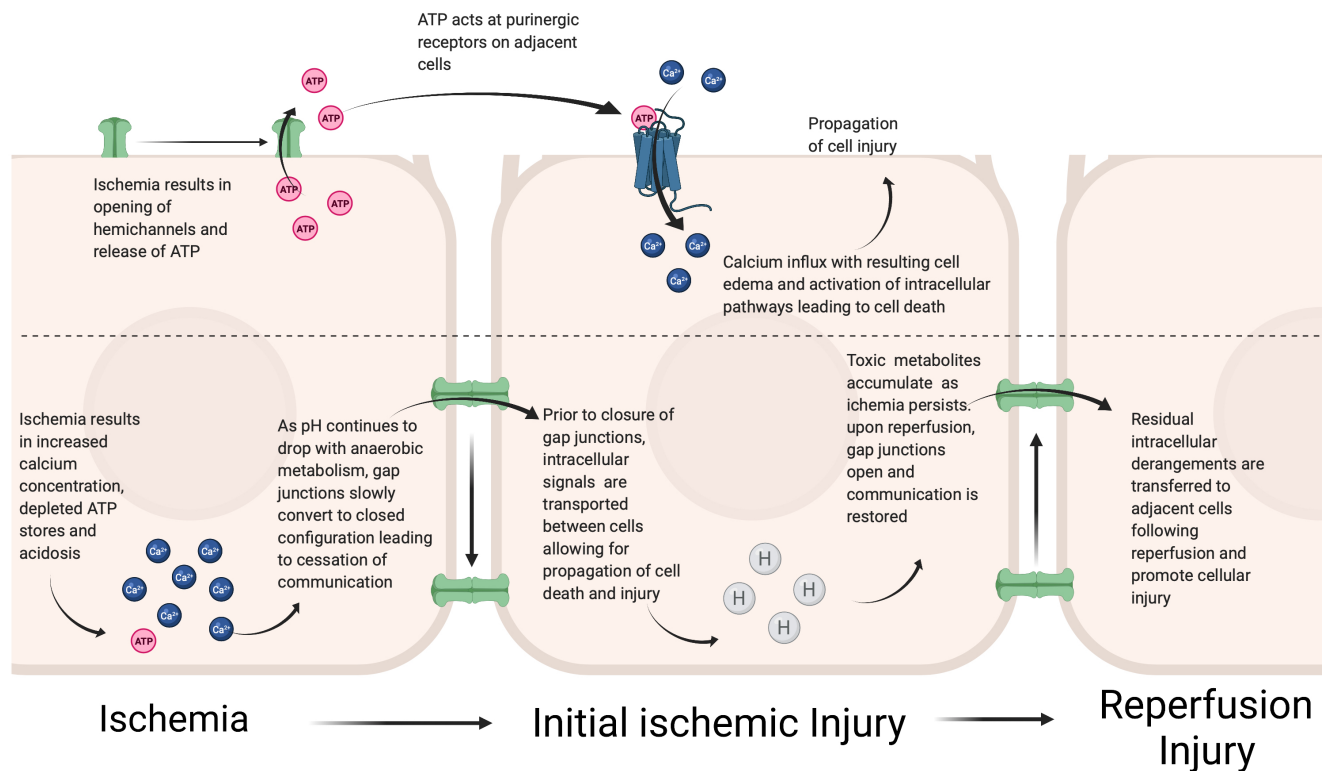 ATP acts at purinergic
receptors on adjacent
cells
ATP
ATP
Ca²⁺
Ca²⁺
ATP
Propagation
of cell injury
Ischemia results in
opening of
hemichannels and
release of ATP
ATP
ATP
ATP
Ca²⁺
Ca²⁺
Ca²⁺
Calcium influx with resulting cell
edema and activation of intracellular
pathways leading to cell death
Ischemia results
in increased
calcium
concentration,
depleted ATP
stores and
acidosis
Ca²⁺
Ca²⁺
Ca²⁺
Ca²⁺
Ca²⁺
Ca²⁺
Ca²⁺
ATP
As pH continues to
drop with anaerobic
metabolism, gap
junctions slowly
convert to closed
configuration leading
to cessation of
communication
Prior to closure of
gap junctions,
intracellular
signals are
transported
between cells
allowing for
propagation of cell
death and injury
H
H
H
H
Toxic metabolites
accumulate as
ichemia persists.
upon reperfusion,
gap junctions
open and
communication is
restored
Residual
intracellular
derangements are
transferred to
adjacent cells
following
reperfusion and
promote cellular
injury
Ischemia
Initial ischemic Injury
Reperfusion
Injury